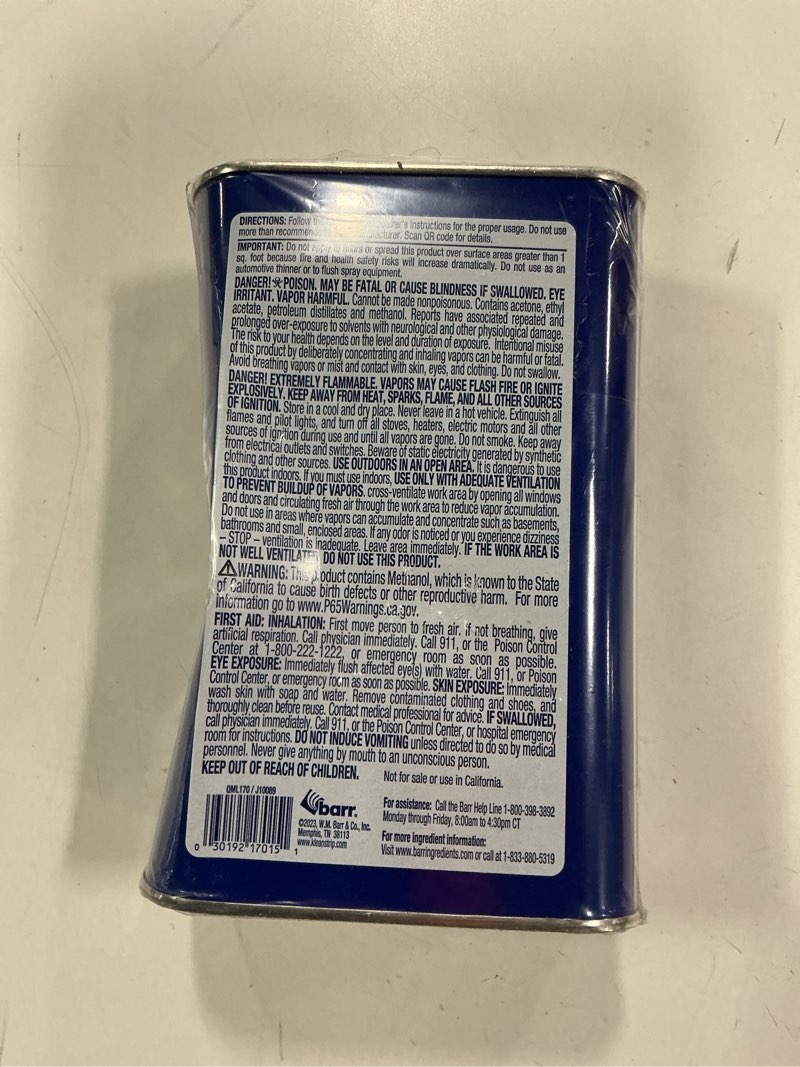 DIRECTIONS: Follow urer's Instructions for the proper usage. Do not use
more than recommende Scan QR code for details.
IMPORTANT: Do not apply to floors or spread this product over surface areas greater than 1
sq. foot because fire and health safety risks will increase dramatically. Do not use as an
automotive thinner or to flush spray equipment.
DANGER! POISON. MAY BE FATAL OR CAUSE BLINDNESS IF SWALLOWED. EYE
IRRITANT. VAPOR HARMFUL. Cannot be made nonpoisonous. Contains acetone, ethyl
acetate, petroleum distillates and methanol. Reports have associated repeated and
prolonged over-exposure to solvents with neurological and other physiological damage.
The risk to your health depends on the level and duration of exposure. Intentional misuse
of this product by deliberately concentrating and inhaling vapors can be harmful or fatal.
Avoid breathing vapors or mist and contact with skin, eyes, and clothing. Do not swallow.
DANGER! EXTREMELY FLAMMABLE. VAPORS MAY CAUSE FLASH FIRE OR IGNITE
EXPLOSIVELY. KEEP AWAY FROM HEAT, SPARKS, FLAME, AND ALL OTHER SOURCES
OF IGNITION. Store in a cool and dry place. Never leave in a hot vehicle. Extinguish all
flames and pilot lights, and turn off all stoves, heaters, electric motors and all other
sources of ignition during use and until all vapors are gone. Do not smoke. Keep away
from electrical outlets and switches. Beware of static electricity generated by synthetic
clothing and other sources. USE OUTDOORS IN AN OPEN AREA. It is dangerous to use
this product indoors. If you must use indoors, USE ONLY WITH ADEQUATE VENTILATION
TO PREVENT BUILDUP OF VAPORS. cross-ventilate work area by opening all windows
and doors and circulating fresh air through the work area to reduce vapor accumulation.
Do not use in areas where vapors can accumulate and concentrate such as basements,
bathrooms and small, enclosed areas. If any odor is noticed or you experience dizziness
– STOP – ventilation is inadequate. Leave area immediately. IF THE WORK AREA IS
NOT WELL VENTILATED, DO NOT USE THIS PRODUCT.
⚠WARNING: This product contains Methanol, which is known to the State
of California to cause birth defects or other reproductive harm. For more
information go to www.P65Warnings.ca.gov.
FIRST AID: INHALATION: First move person to fresh air. if not breathing, give
artificial respiration. Call physician immediately. Call 911, or the Poison Control
Center at 1-800-222-1222, or emergency room as soon as possible.
EYE EXPOSURE: Immediately flush affected eye(s) with water. Call 911, or Poison
Control Center, or emergency room as soon as possible. SKIN EXPOSURE: Immediately
wash skin with soap and water. Remove contaminated clothing and shoes, and
thoroughly clean before reuse. Contact medical professional for advice. IF SWALLOWED,
call physician immediately. Call 911, or the Poison Control Center, or hospital emergency
room for instructions. DO NOT INDUCE VOMITING unless directed to do so by medical
personnel. Never give anything by mouth to an unconscious person.
KEEP OUT OF REACH OF CHILDREN. Not for sale or use in California.
QML170 / J10089
0 30192 17015 1
barr.
©2023, W.M. Barr & Co., Inc.
Memphis, TN 38113
www.kleanstrip.com
For assistance: Call the Barr Help Line 1-800-398-3892
Monday through Friday, 8:00am to 4:30pm CT
For more ingredient information:
Visit www.barringredients.com or call at 1-833-880-5319